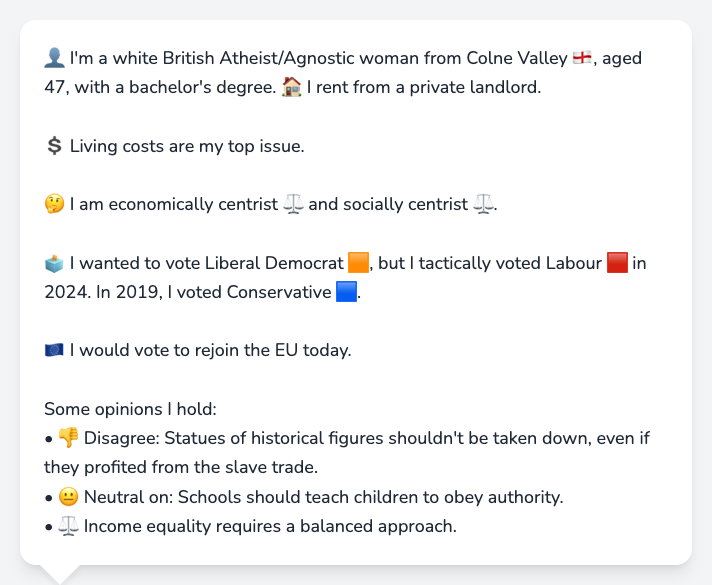 👤 I'm a white British Atheist/Agnostic woman from Colne Valley 🏴󠁧󠁢󠁥󠁮󠁧󠁿, aged
47, with a bachelor's degree. 🏠 I rent from a private landlord.
💲 Living costs are my top issue.
🤔 I am economically centrist ⚖️ and socially centrist ⚖️.
🗳️ I wanted to vote Liberal Democrat 🟧, but I tactically voted Labour 🟥 in
2024. In 2019, I voted Conservative 🟦.
🇪🇺 I would vote to rejoin the EU today.
Some opinions I hold:
• 👎 Disagree: Statues of historical figures shouldn't be taken down, even if
they profited from the slave trade.
• 😐 Neutral on: Schools should teach children to obey authority.
• ⚖️ Income equality requires a balanced approach.